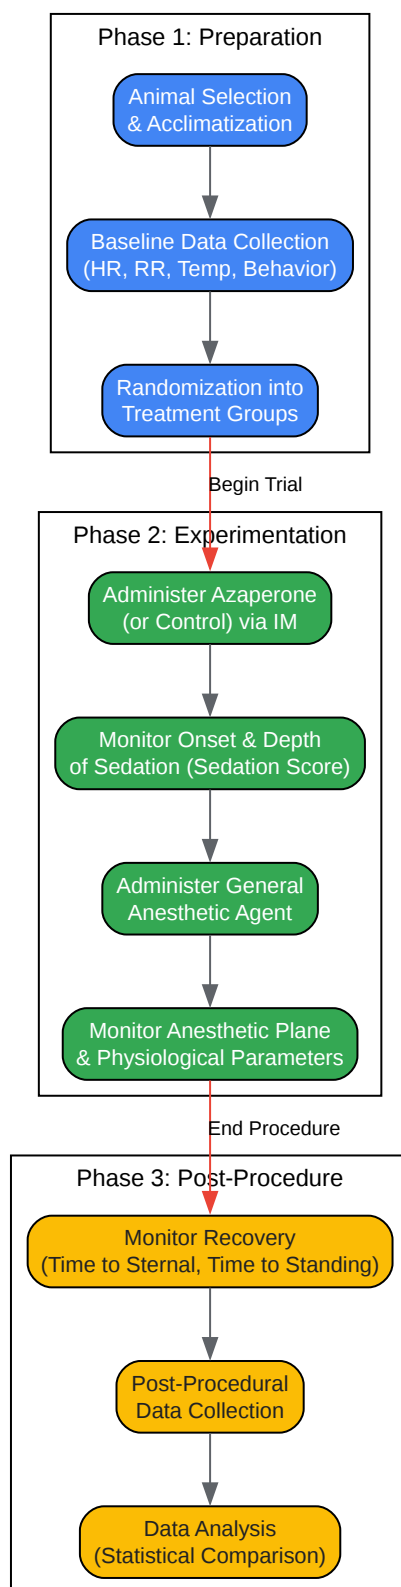 Phase 1: Preparation
Animal Selection
& Acclimatization
Baseline Data Collection
(HR, RR, Temp, Behavior)
Randomization into
Treatment Groups
Begin Trial
Phase 2: Experimentation
Administer Azaperone
(or Control) via IM
Monitor Onset & Depth
of Sedation (Sedation Score)
Administer General
Anesthetic Agent
Monitor Anesthetic Plane
& Physiological Parameters
End Procedure
Phase 3: Post-Procedure
Monitor Recovery
(Time to Sternal, Time to Standing)
Post-Procedural
Data Collection
Data Analysis
(Statistical Comparison)